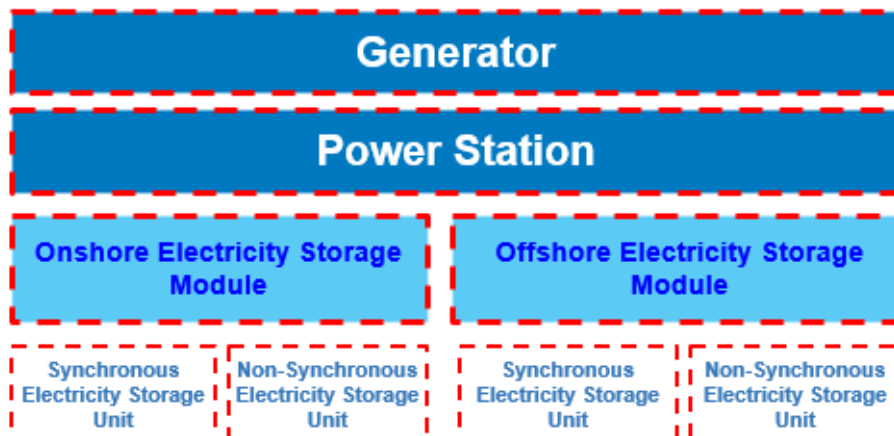 Generator
Power Station
Onshore Electricity Storage
Module
Offshore Electricity Storage
Module
Synchronous
Electricity Storage
Unit
Non-Synchronous
Electricity Storage
Unit
Synchronous
Electricity Storage
Unit
Non-Synchronous
Electricity Storage
Unit